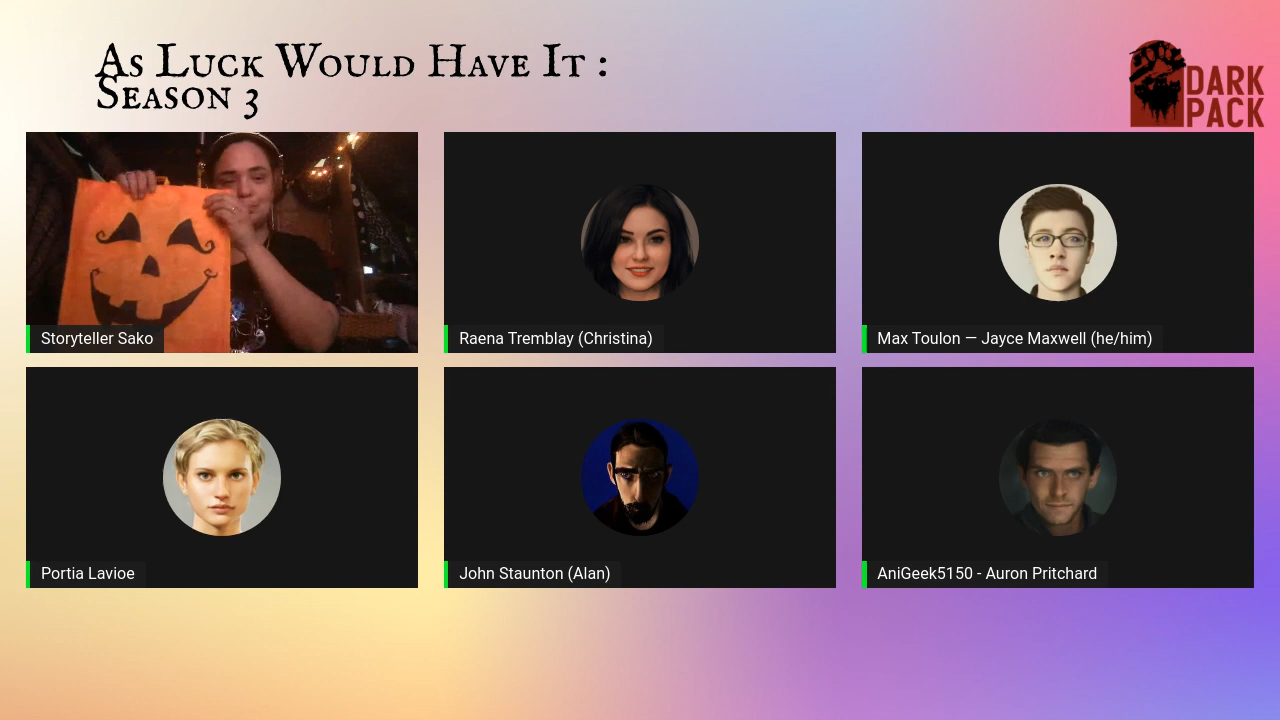 As Luck Would Have It :
Season 3
DARK
PACK
Storyteller Sako
Raena Tremblay (Christina)
Max Toulon — Jayce Maxwell (he/him)
Portia Lavioe
John Staunton (Alan)
AniGeek5150 - Auron Pritchard